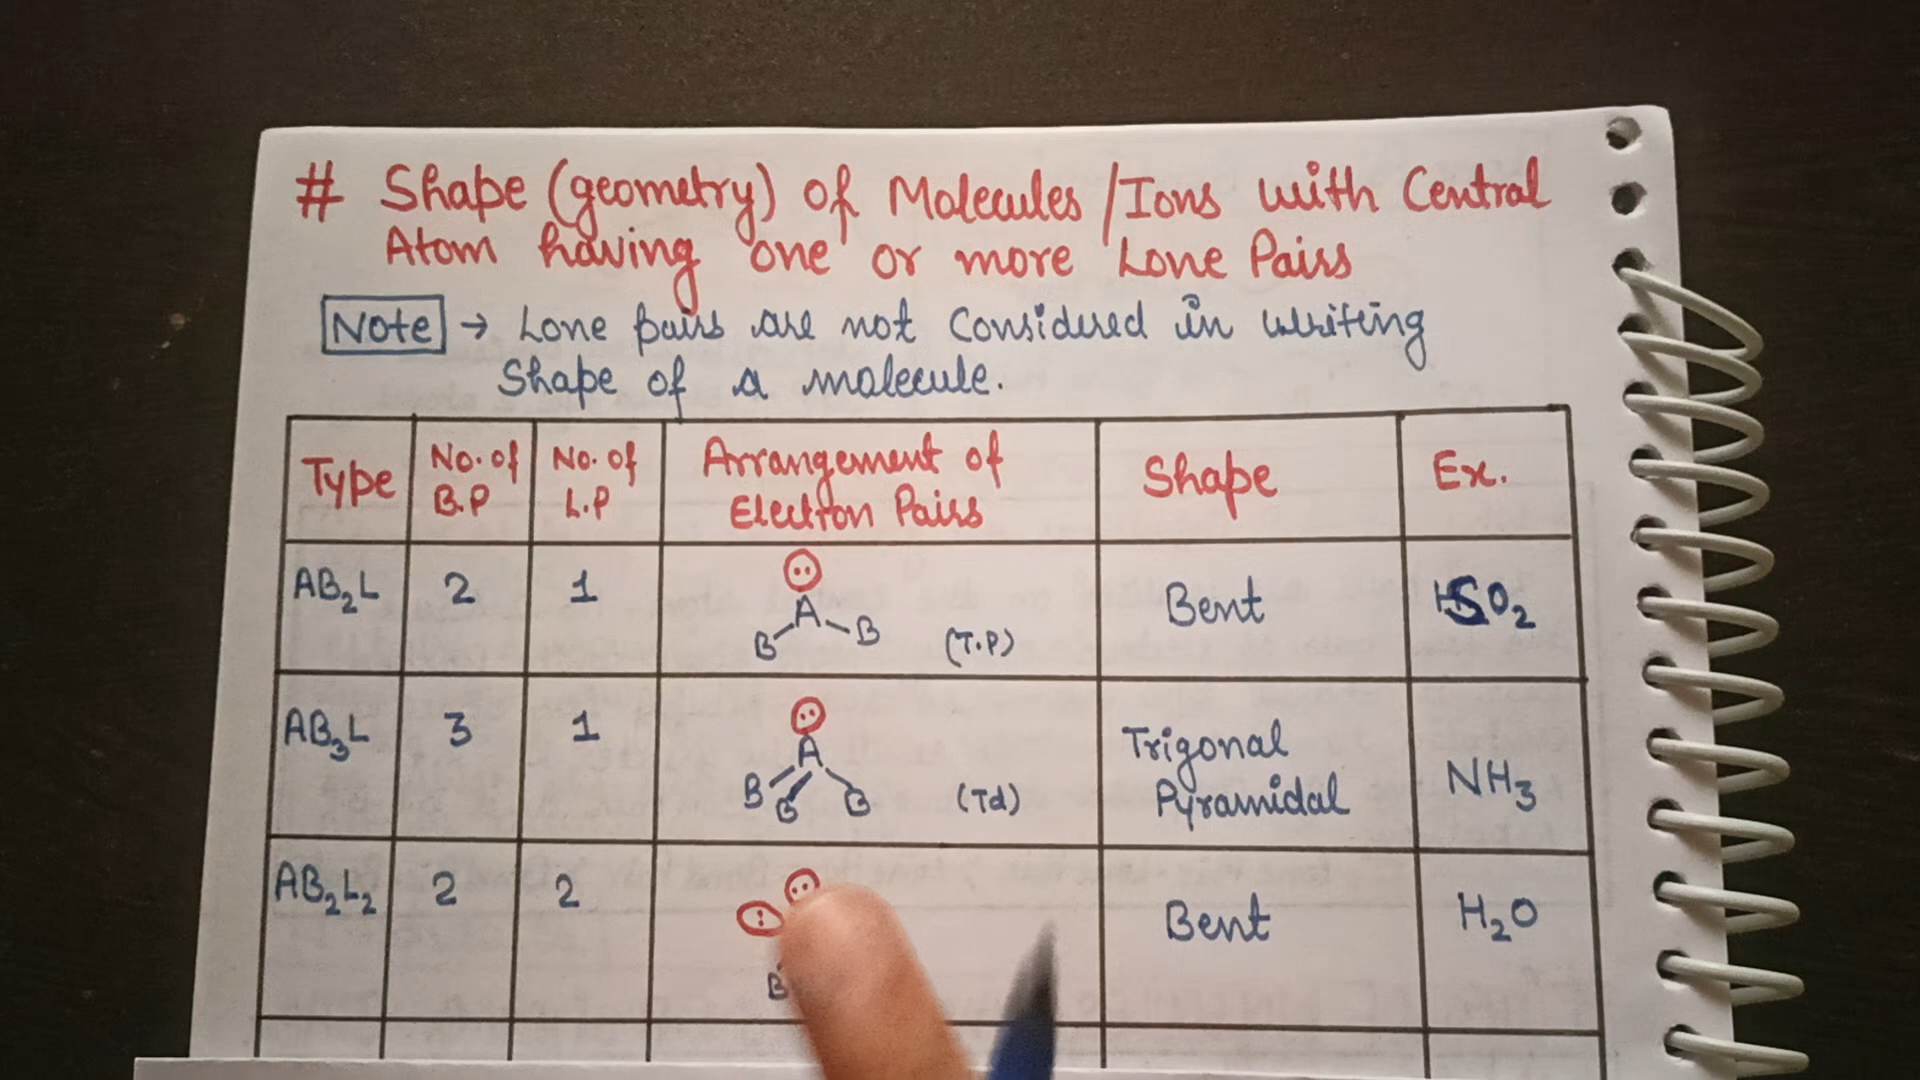 # Shape (geometry) of Molecules/Ions with Central
Atom having one or more Lone Pairs
Note → Lone pairs are not Considered in writing
Shape of a molecule.
Type No. of B.P No. of L.P Arrangement of Electron Pairs Shape Ex.
AB₂L 2 1 A B B (T.P) Bent SO₂
AB₃L 3 1 A B B B (Td) Trigonal Pyramidal NH₃
AB₂L₂ 2 2 B Bent H₂O